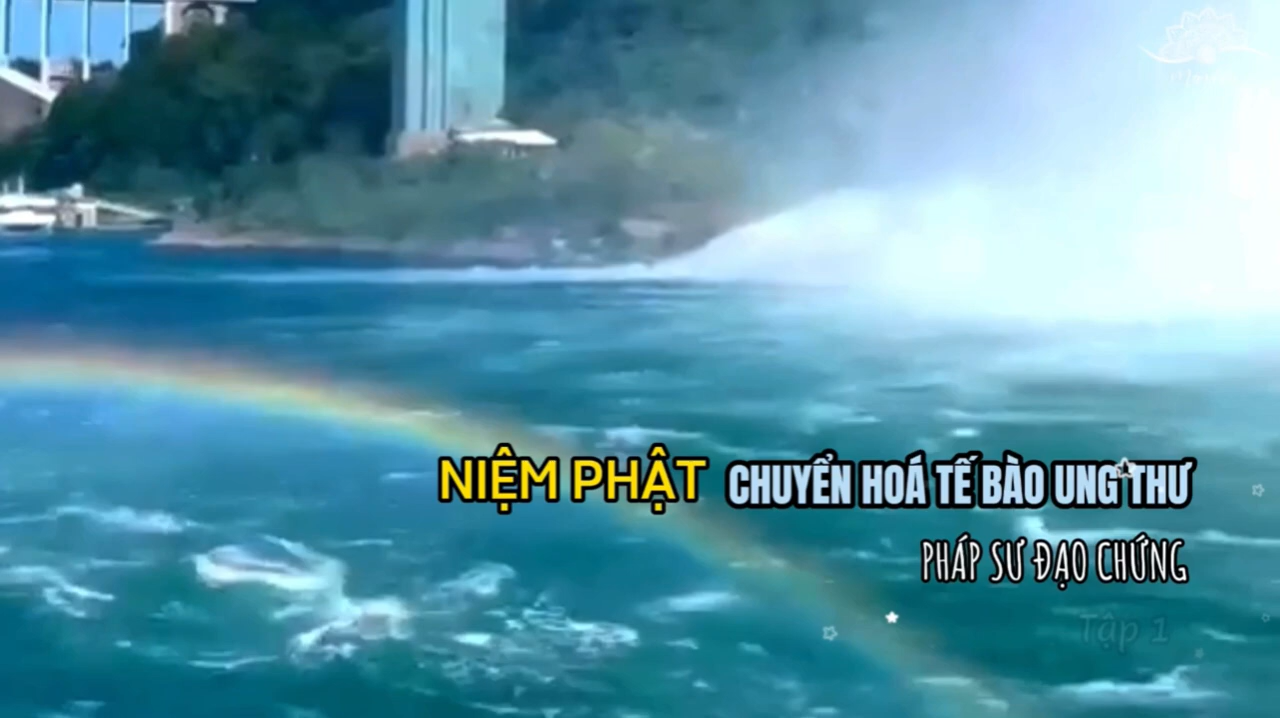 NIỆM PHẬT CHUYỂN HOÁ TẾ BÀO UNG THƯ
PHÁP SƯ ĐẠO CHỨNG
Tập 1